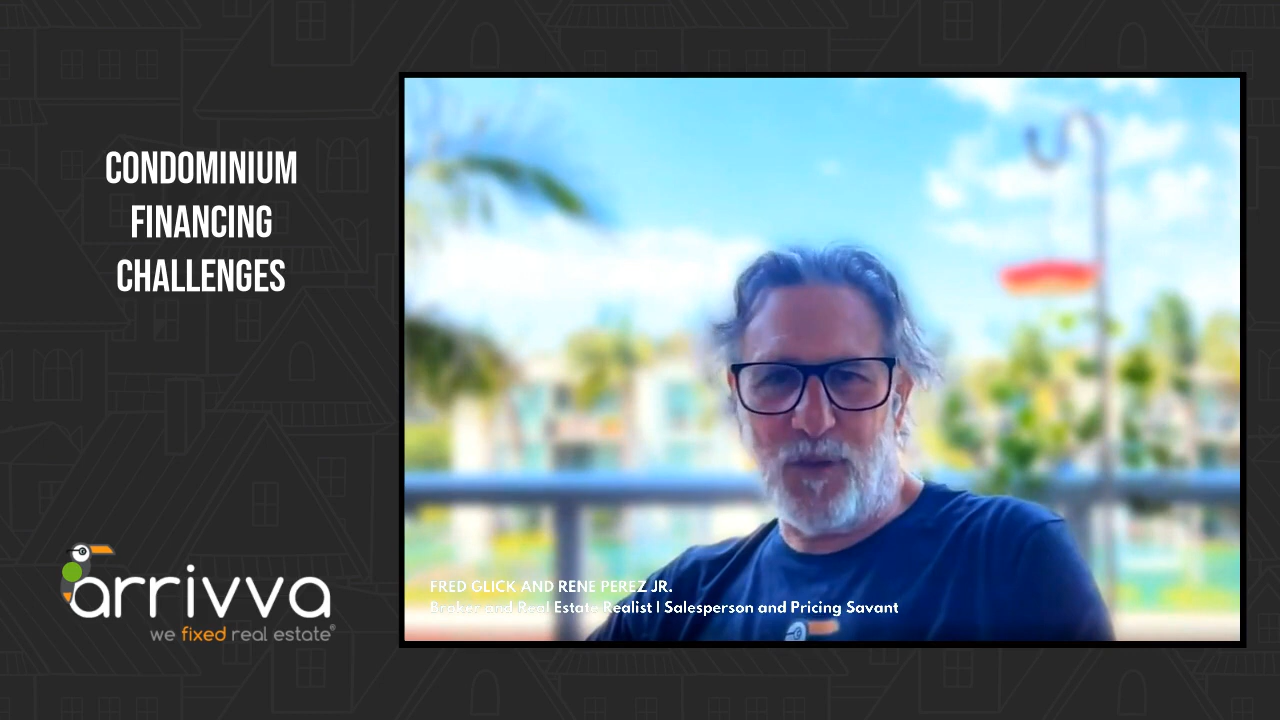 CONDOMINIUM
FINANCING
CHALLENGES
FRED GLICK AND RENE PEREZ JR.
Broker and Real Estate Realist | Salesperson and Pricing Savant
arrivva
we fixed real estate®